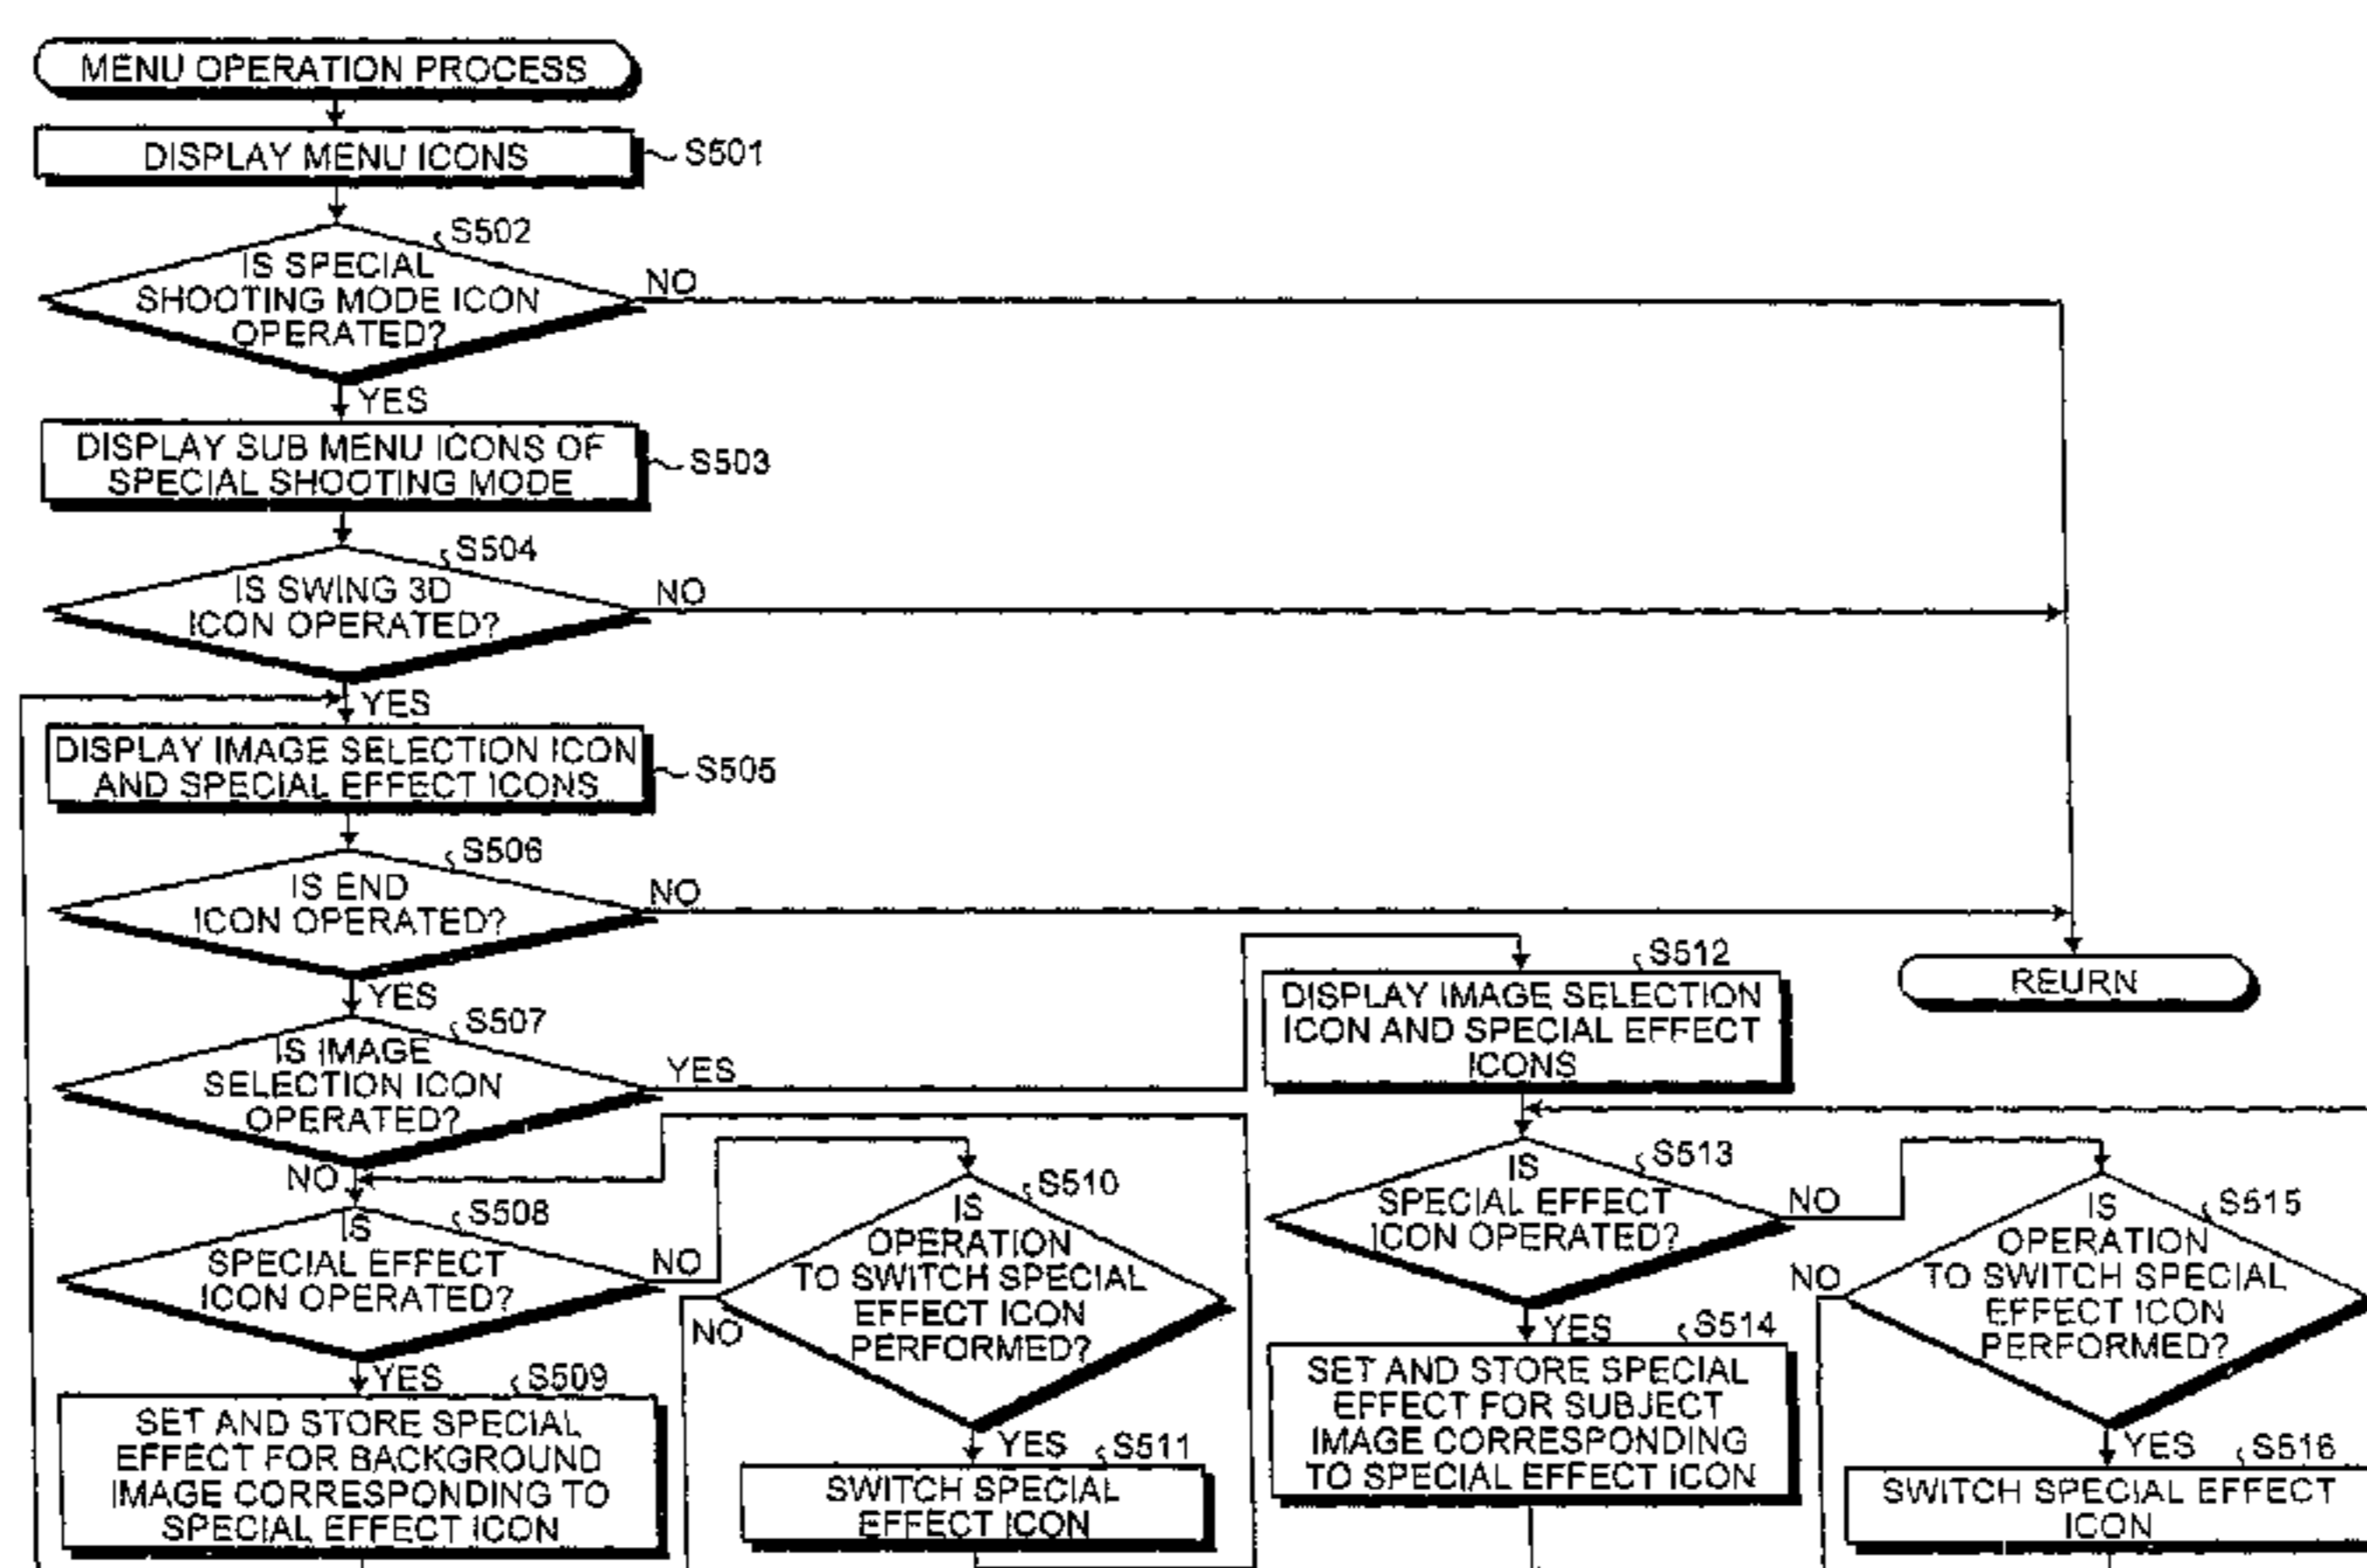 MENU OPERATION PROCESS
DISPLAY MENU ICONS
S501
S502
IS SPECIAL
SHOOTING MODE ICON
OPERATED?
NO
YES
DISPLAY SUB MENU ICONS OF
SPECIAL SHOOTING MODE
S503
S504
IS SWING 3D
ICON OPERATED?
NO
YES
DISPLAY IMAGE SELECTION ICON
AND SPECIAL EFFECT ICONS
S505
S506
IS END
ICON OPERATED?
NO
YES
S507
IS IMAGE
SELECTION ICON
OPERATED?
YES
NO
S508
IS
SPECIAL EFFECT
ICON OPERATED?
NO
YES
S509
SET AND STORE SPECIAL
EFFECT FOR BACKGROUND
IMAGE CORRESPONDING TO
SPECIAL EFFECT ICON
S510
IS
OPERATION
TO SWITCH SPECIAL
EFFECT ICON
PERFORMED?
NO
YES
S511
SWITCH SPECIAL
EFFECT ICON
S512
DISPLAY IMAGE SELECTION
ICON AND SPECIAL EFFECT
ICONS
REURN
S513
IS
SPECIAL EFFECT
ICON OPERATED?
NO
YES
S514
SET AND STORE SPECIAL
EFFECT FOR SUBJECT
IMAGE CORRESPONDING
TO SPECIAL EFFECT ICON
S515
IS
OPERATION
TO SWITCH SPECIAL
EFFECT ICON
PERFORMED?
NO
YES
S516
SWITCH SPECIAL EFFECT
ICON